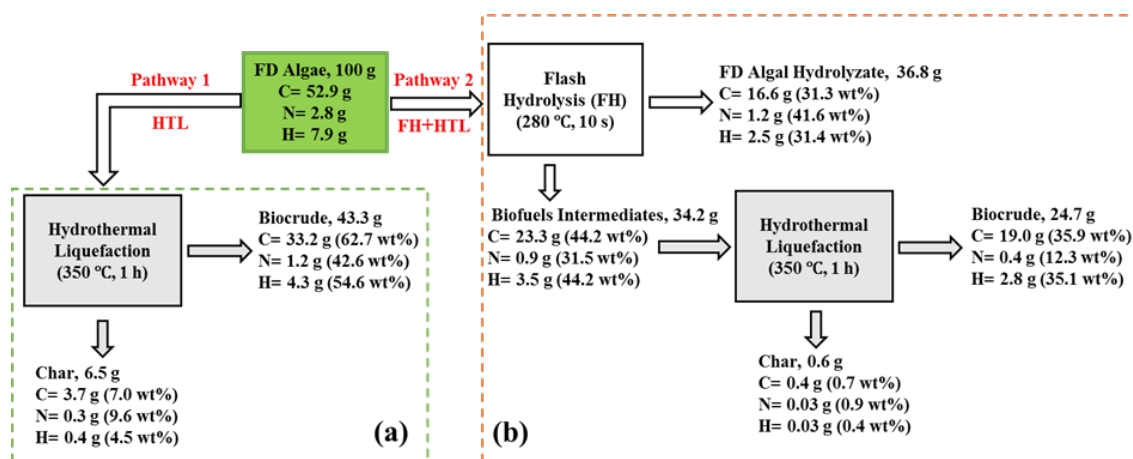 Pathway 1
HTL
FD Algae, 100 g
C= 52.9 g
N= 2.8 g
H= 7.9 g
Pathway 2
FH+HTL
Flash
Hydrolysis (FH)
(280 ℃, 10 s)
FD Algal Hydrolyzate, 36.8 g
C= 16.6 g (31.3 wt%)
N= 1.2 g (41.6 wt%)
H= 2.5 g (31.4 wt%)
Hydrothermal
Liquefaction
(350 ℃, 1 h)
Biocrude, 43.3 g
C= 33.2 g (62.7 wt%)
N= 1.2 g (42.6 wt%)
H= 4.3 g (54.6 wt%)
Char, 6.5 g
C= 3.7 g (7.0 wt%)
N= 0.3 g (9.6 wt%)
H= 0.4 g (4.5 wt%)
(a)
Biofuels Intermediates, 34.2 g
C= 23.3 g (44.2 wt%)
N= 0.9 g (31.5 wt%)
H= 3.5 g (44.2 wt%)
Hydrothermal
Liquefaction
(350 ℃, 1 h)
Biocrude, 24.7 g
C= 19.0 g (35.9 wt%)
N= 0.4 g (12.3 wt%)
H= 2.8 g (35.1 wt%)
Char, 0.6 g
C= 0.4 g (0.7 wt%)
N= 0.03 g (0.9 wt%)
H= 0.03 g (0.4 wt%)
(b)